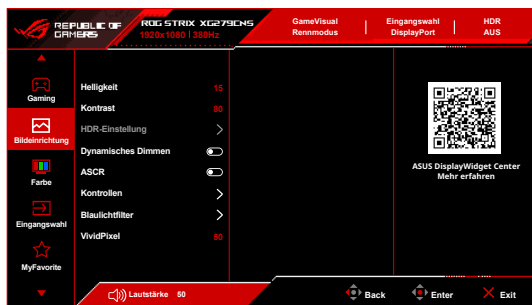 REPUBLIC OF
GAMERS
ROG STRIX XG279CNS
1920x1080 | 380Hz
GameVisual
Rennmodus
Eingangswahl
DisplayPort
HDR
AUS
Gaming
Bildeinrichtung
Farbe
Eingangswahl
MyFavorite
Helligkeit 15
Kontrast 80
HDR-Einstellung
Dynamisches Dimmen
ASCR
Kontrollen
Blaulichtfilter
VividPixel 50
ASUS DisplayWidget Center
Mehr erfahren
Lautstärke 50
Back
Enter
Exit